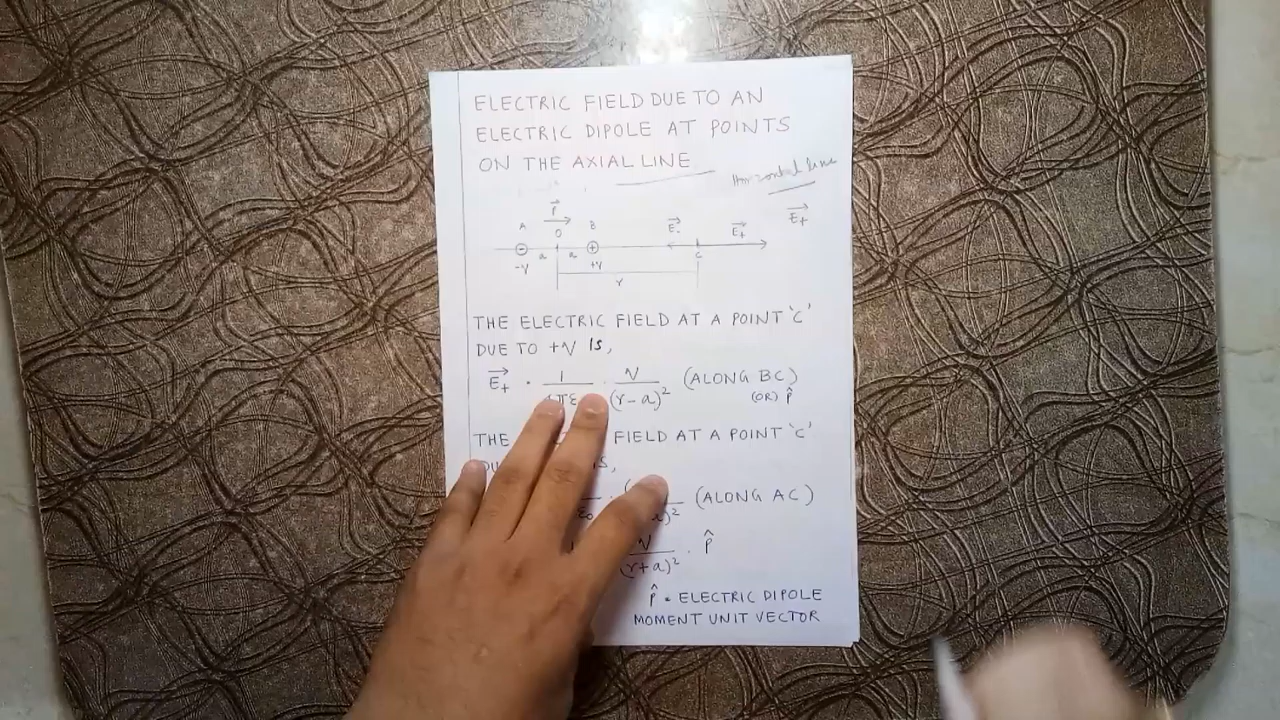 ELECTRIC FIELD DUE TO AN
ELECTRIC DIPOLE AT POINTS
ON THE AXIAL LINE
Horizontal line
E₊
P
A O B E₋ E₊
a a C
-V +V
r
THE ELECTRIC FIELD AT A POINT 'C'
DUE TO +V IS,
E₊ = 1 / 4πε · V / (r-a)² (ALONG BC)
(OR) P̂
THE FIELD AT A POINT 'C'
IS,
(ALONG AC)
V / (r+a)² · P̂
P̂ = ELECTRIC DIPOLE
MOMENT UNIT VECTOR